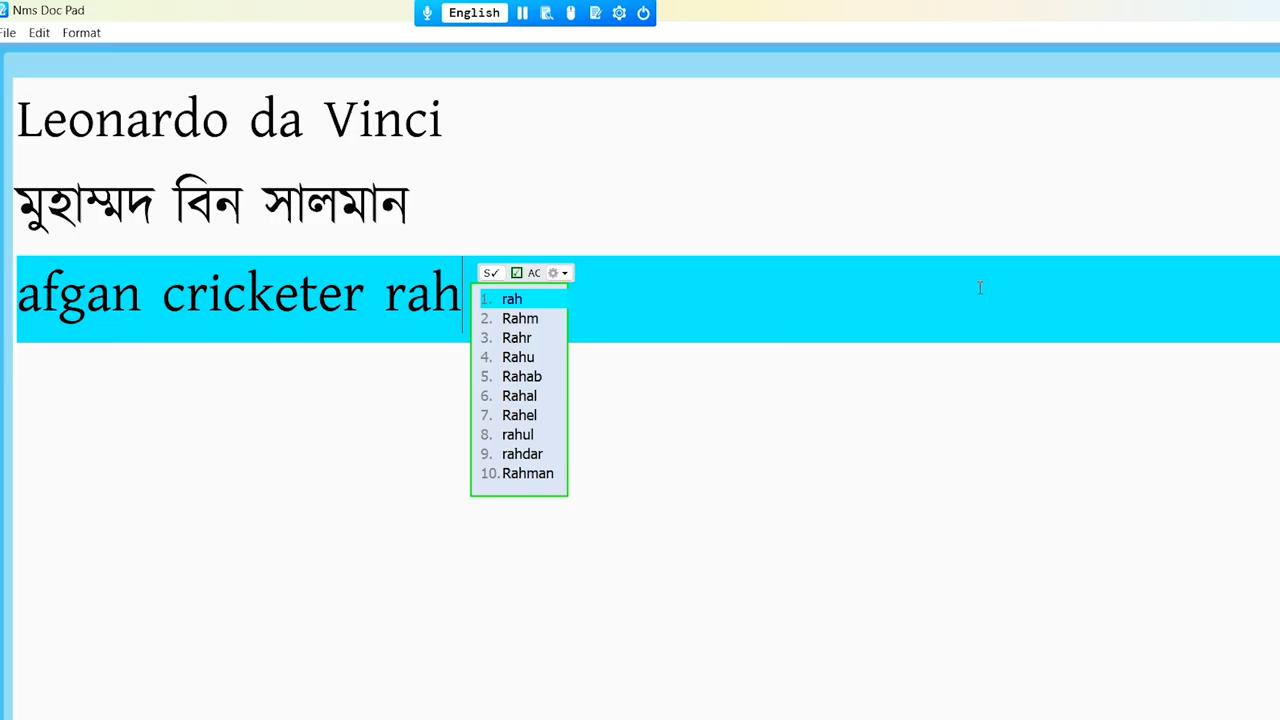 Nms Doc Pad
English
File Edit Format
Leonardo da Vinci
মুহাম্মদ বিন সালমান
afgan cricketer rah
S✓ AC
1. rah
2. Rahm
3. Rahr
4. Rahu
5. Rahab
6. Rahal
7. Rahel
8. rahul
9. rahdar
10. Rahman